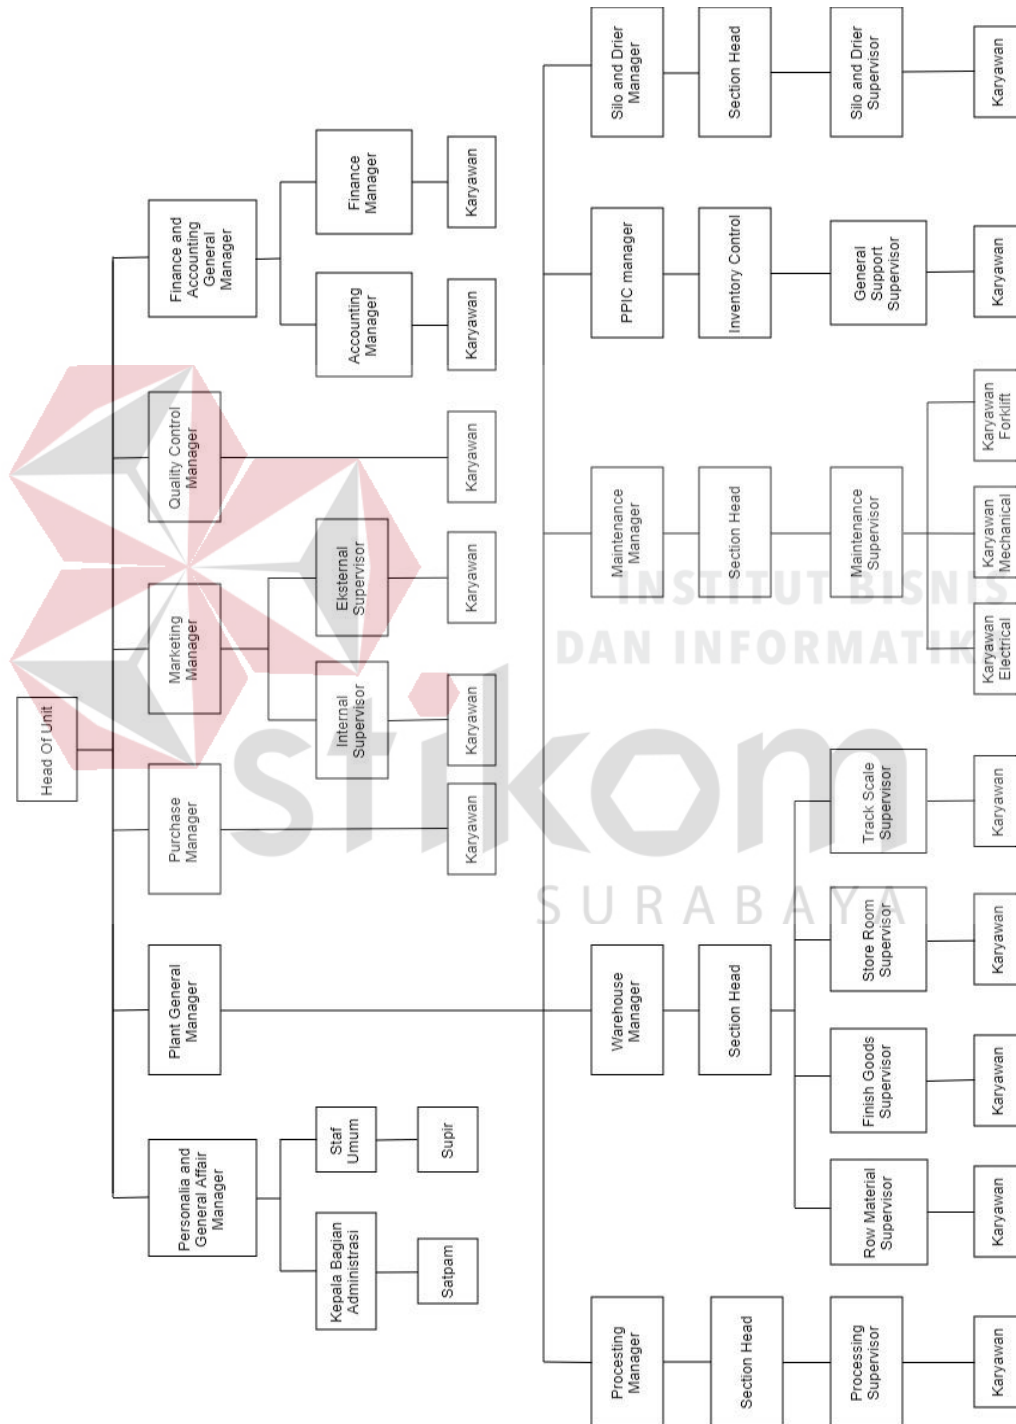 Head Of Unit
Personalia and
General Affair
Manager
Plant General
Manager
Purchase
Manager
Marketing
Manager
Quality Control
Manager
Finance and
Accounting
General
Manager
Kepala Bagian
Administrasi
Staf
Umum
Internal
Supervisor
Eksternal
Supervisor
Accounting
Manager
Finance
Manager
Satpam
Supir
Karyawan
Karyawan
Karyawan
Karyawan
Karyawan
Karyawan
Procesting
Manager
Warehouse
Manager
Maintenance
Manager
PPIC manager
Silo and Drier
Manager
Section Head
Section Head
Section Head
Inventory Control
Section Head
Processing
Supervisor
Row Material
Supervisor
Finish Goods
Supervisor
Store Room
Supervisor
Track Scale
Supervisor
Maintenance
Supervisor
General
Support
Supervisor
Silo and Drier
Supervisor
Karyawan
Karyawan
Karyawan
Karyawan
Karyawan
Karyawan
Electrical
Karyawan
Mechanical
Karyawan
Forklift
Karyawan
Karyawan
INSTITUT BISNIS
DAN INFORMATIKA
stikom
SURABAYA